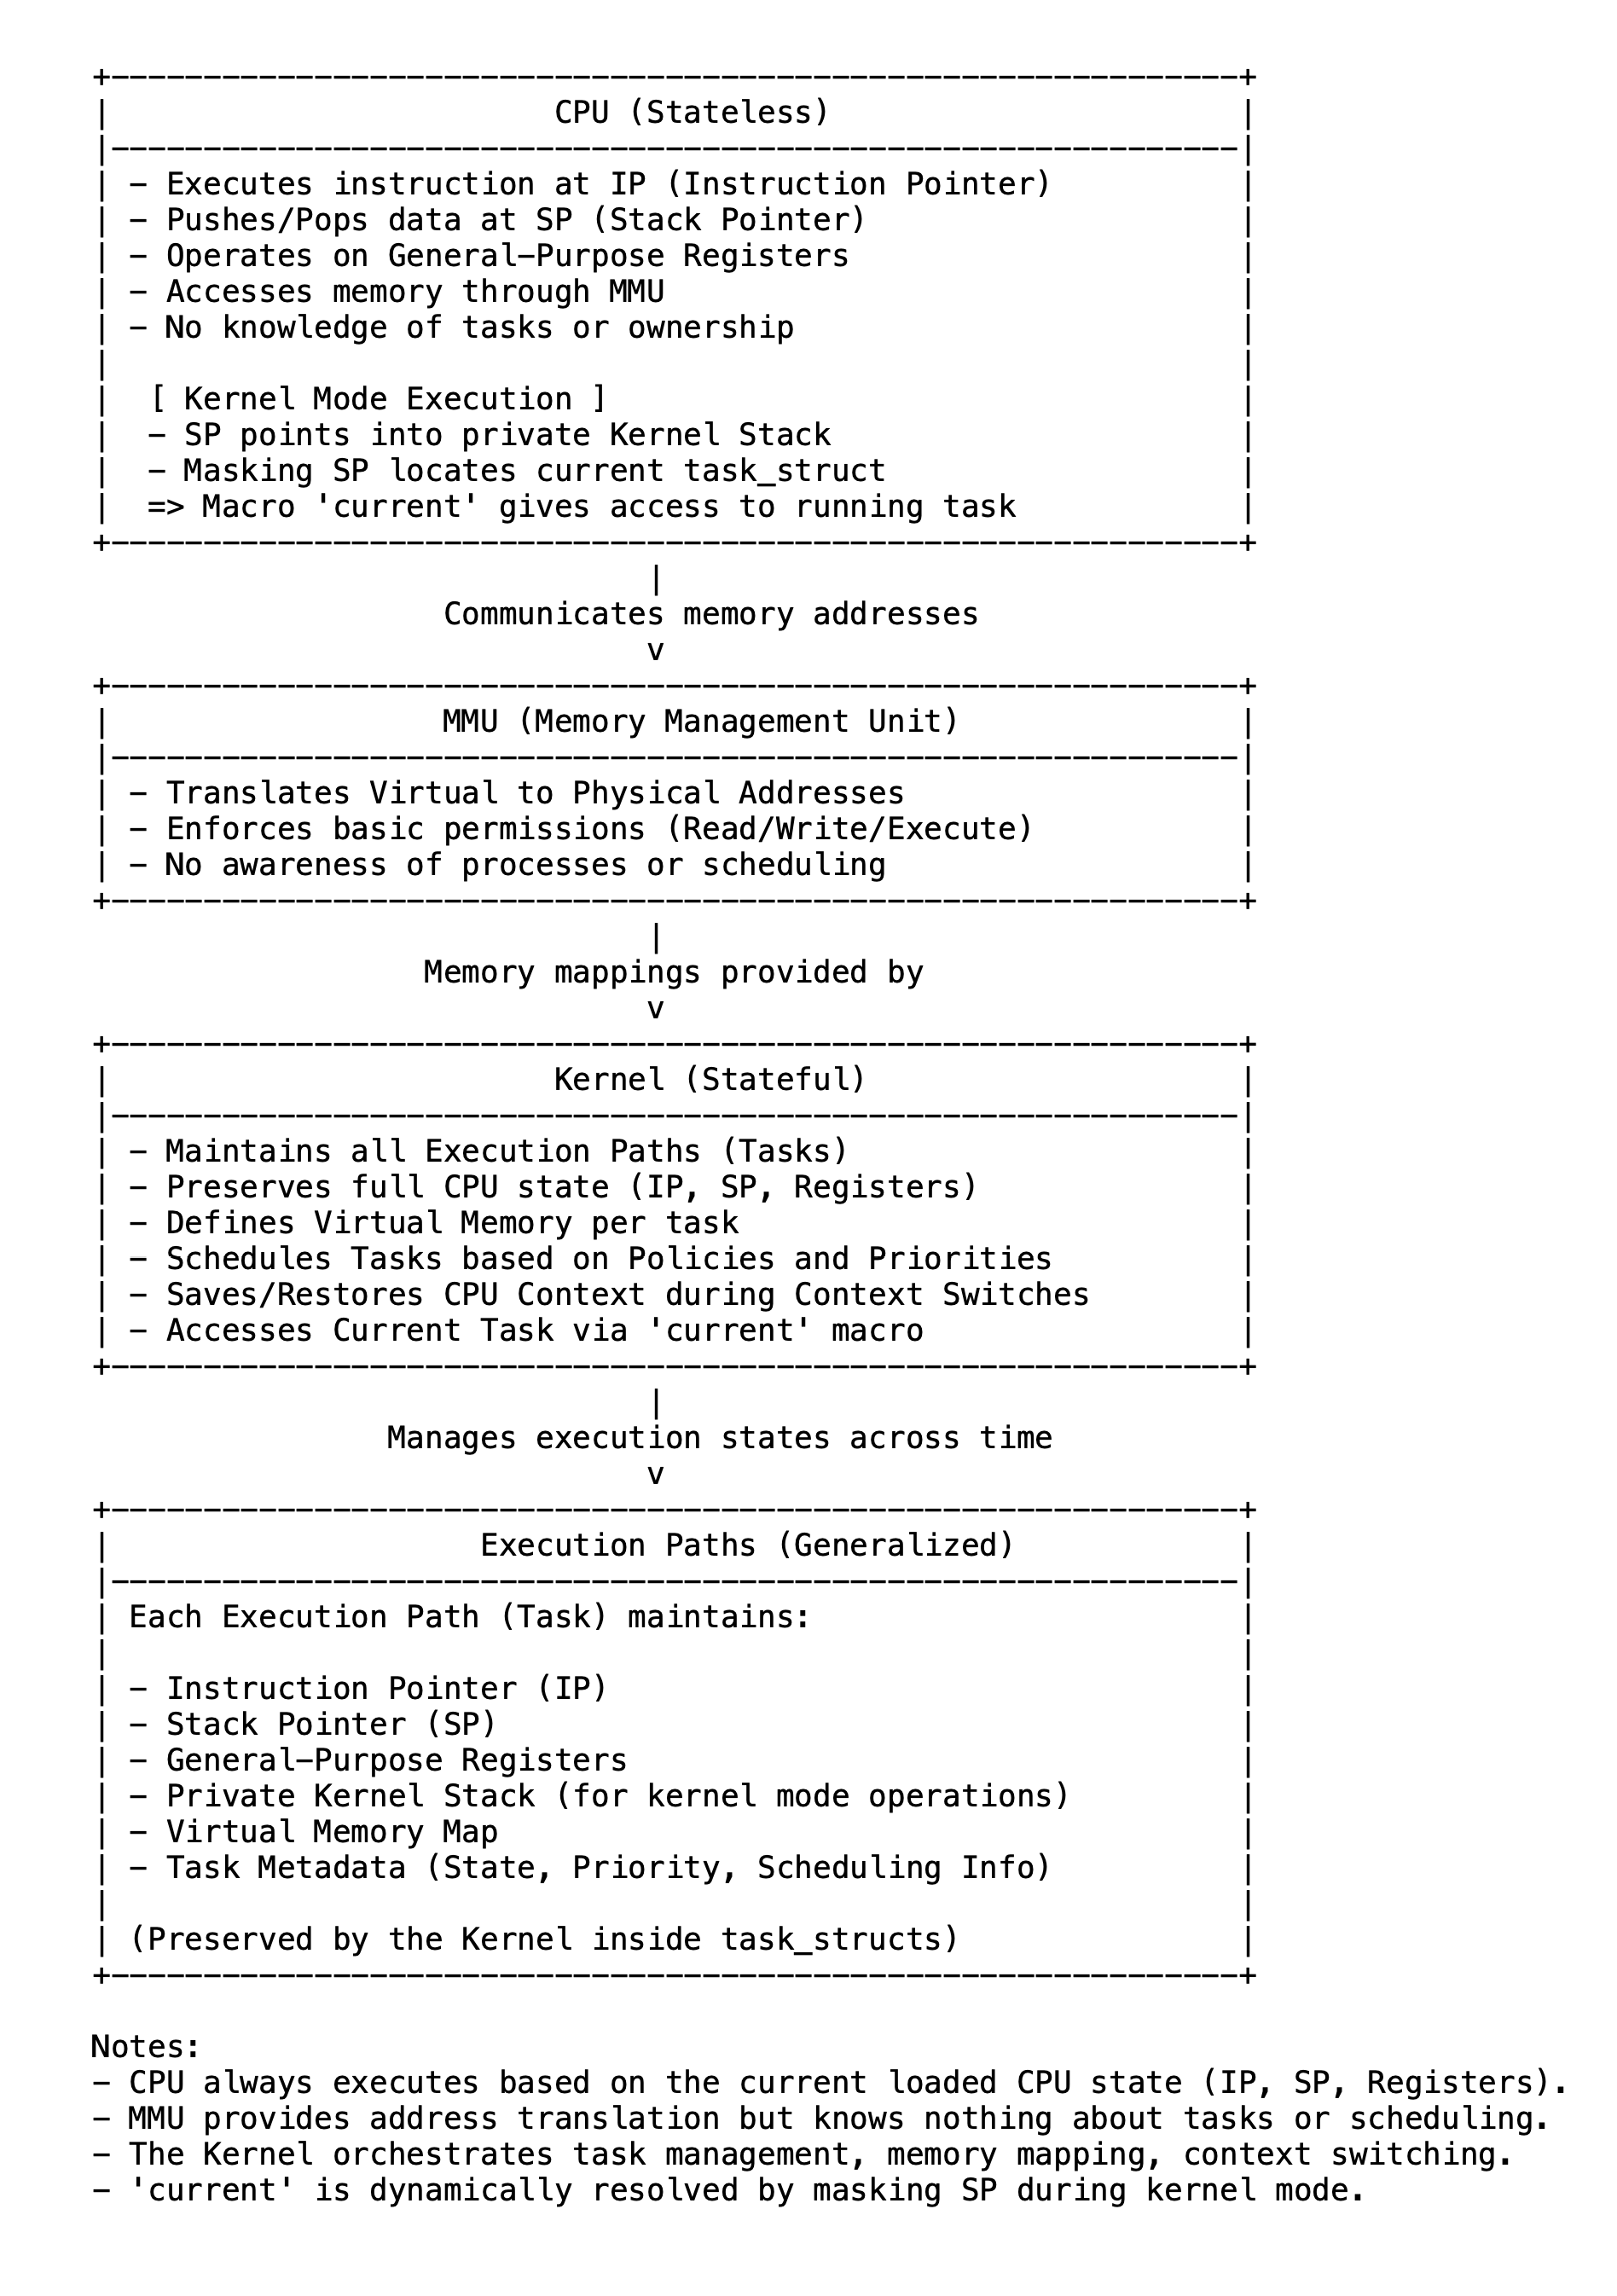 CPU (Stateless)
- Executes instruction at IP (Instruction Pointer)
- Pushes/Pops data at SP (Stack Pointer)
- Operates on General-Purpose Registers
- Accesses memory through MMU
- No knowledge of tasks or ownership
[ Kernel Mode Execution ]
- SP points into private Kernel Stack
- Masking SP locates current task_struct
=> Macro 'current' gives access to running task
Communicates memory addresses
v
MMU (Memory Management Unit)
- Translates Virtual to Physical Addresses
- Enforces basic permissions (Read/Write/Execute)
- No awareness of processes or scheduling
Memory mappings provided by
v
Kernel (Stateful)
- Maintains all Execution Paths (Tasks)
- Preserves full CPU state (IP, SP, Registers)
- Defines Virtual Memory per task
- Schedules Tasks based on Policies and Priorities
- Saves/Restores CPU Context during Context Switches
- Accesses Current Task via 'current' macro
Manages execution states across time
v
Execution Paths (Generalized)
Each Execution Path (Task) maintains:
- Instruction Pointer (IP)
- Stack Pointer (SP)
- General-Purpose Registers
- Private Kernel Stack (for kernel mode operations)
- Virtual Memory Map
- Task Metadata (State, Priority, Scheduling Info)
(Preserved by the Kernel inside task_structs)
Notes:
- CPU always executes based on the current loaded CPU state (IP, SP, Registers).
- MMU provides address translation but knows nothing about tasks or scheduling.
- The Kernel orchestrates task management, memory mapping, context switching.
- 'current' is dynamically resolved by masking SP during kernel mode.